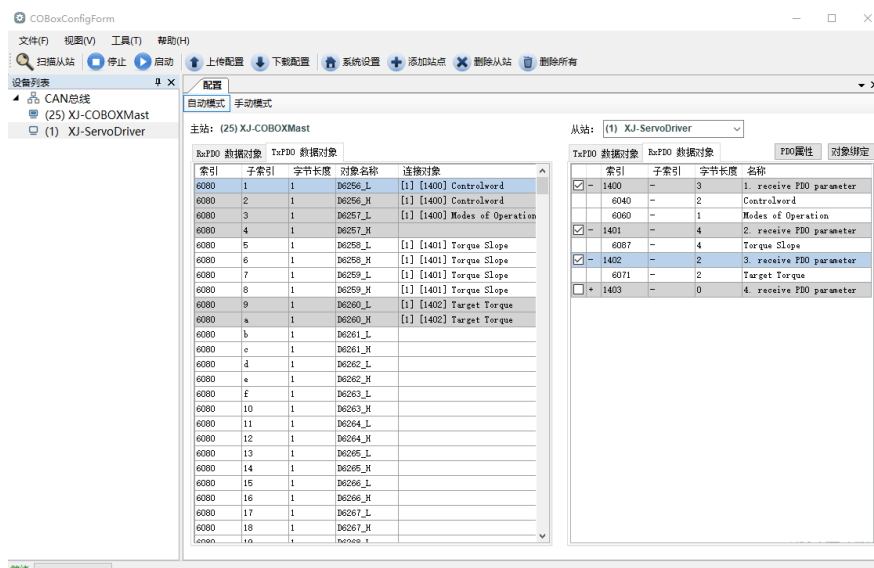 COBoxConfigForm
文件(F) 视图(V) 工具(T) 帮助(H)
扫描从站 停止 启动 上传配置 下载配置 系统设置 添加站点 删除从站 删除所有
设备列表
CAN总线
(25) XJ-COBOXMast
(1) XJ-ServoDriver
配置
自动模式 手动模式
主站: (25) XJ-COBOXMast
RxPDO 数据对象 TxPDO 数据对象
索引 子索引 字节长度 对象名称 连接对象
6080 1 1 D6256_L [1] [1400] Controlword
6080 2 1 D6256_H [1] [1400] Controlword
6080 3 1 D6257_L [1] [1400] Modes of Operation
6080 4 1 D6257_H
6080 5 1 D6258_L [1] [1401] Torque Slope
6080 6 1 D6258_H [1] [1401] Torque Slope
6080 7 1 D6259_L [1] [1401] Torque Slope
6080 8 1 D6259_H [1] [1401] Torque Slope
6080 9 1 D6260_L [1] [1402] Target Torque
6080 a 1 D6260_H [1] [1402] Target Torque
6080 b 1 D6261_L
6080 c 1 D6261_H
6080 d 1 D6262_L
6080 e 1 D6262_H
6080 f 1 D6263_L
6080 10 1 D6263_H
6080 11 1 D6264_L
6080 12 1 D6264_H
6080 13 1 D6265_L
6080 14 1 D6265_H
6080 15 1 D6266_L
6080 16 1 D6266_H
6080 17 1 D6267_L
6080 18 1 D6267_H
6080 19 1 D6268_L
从站: (1) XJ-ServoDriver
TxPDO 数据对象 RxPDO 数据对象 PDO属性 对象绑定
索引 子索引 字节长度 名称
- 1400 - 3 1. receive PDO parameter
6040 - 2 Controlword
6060 - 1 Modes of Operation
- 1401 - 4 2. receive PDO parameter
6087 - 4 Torque Slope
- 1402 - 2 3. receive PDO parameter
6071 - 2 Target Torque
+ 1403 - 0 4. receive PDO parameter